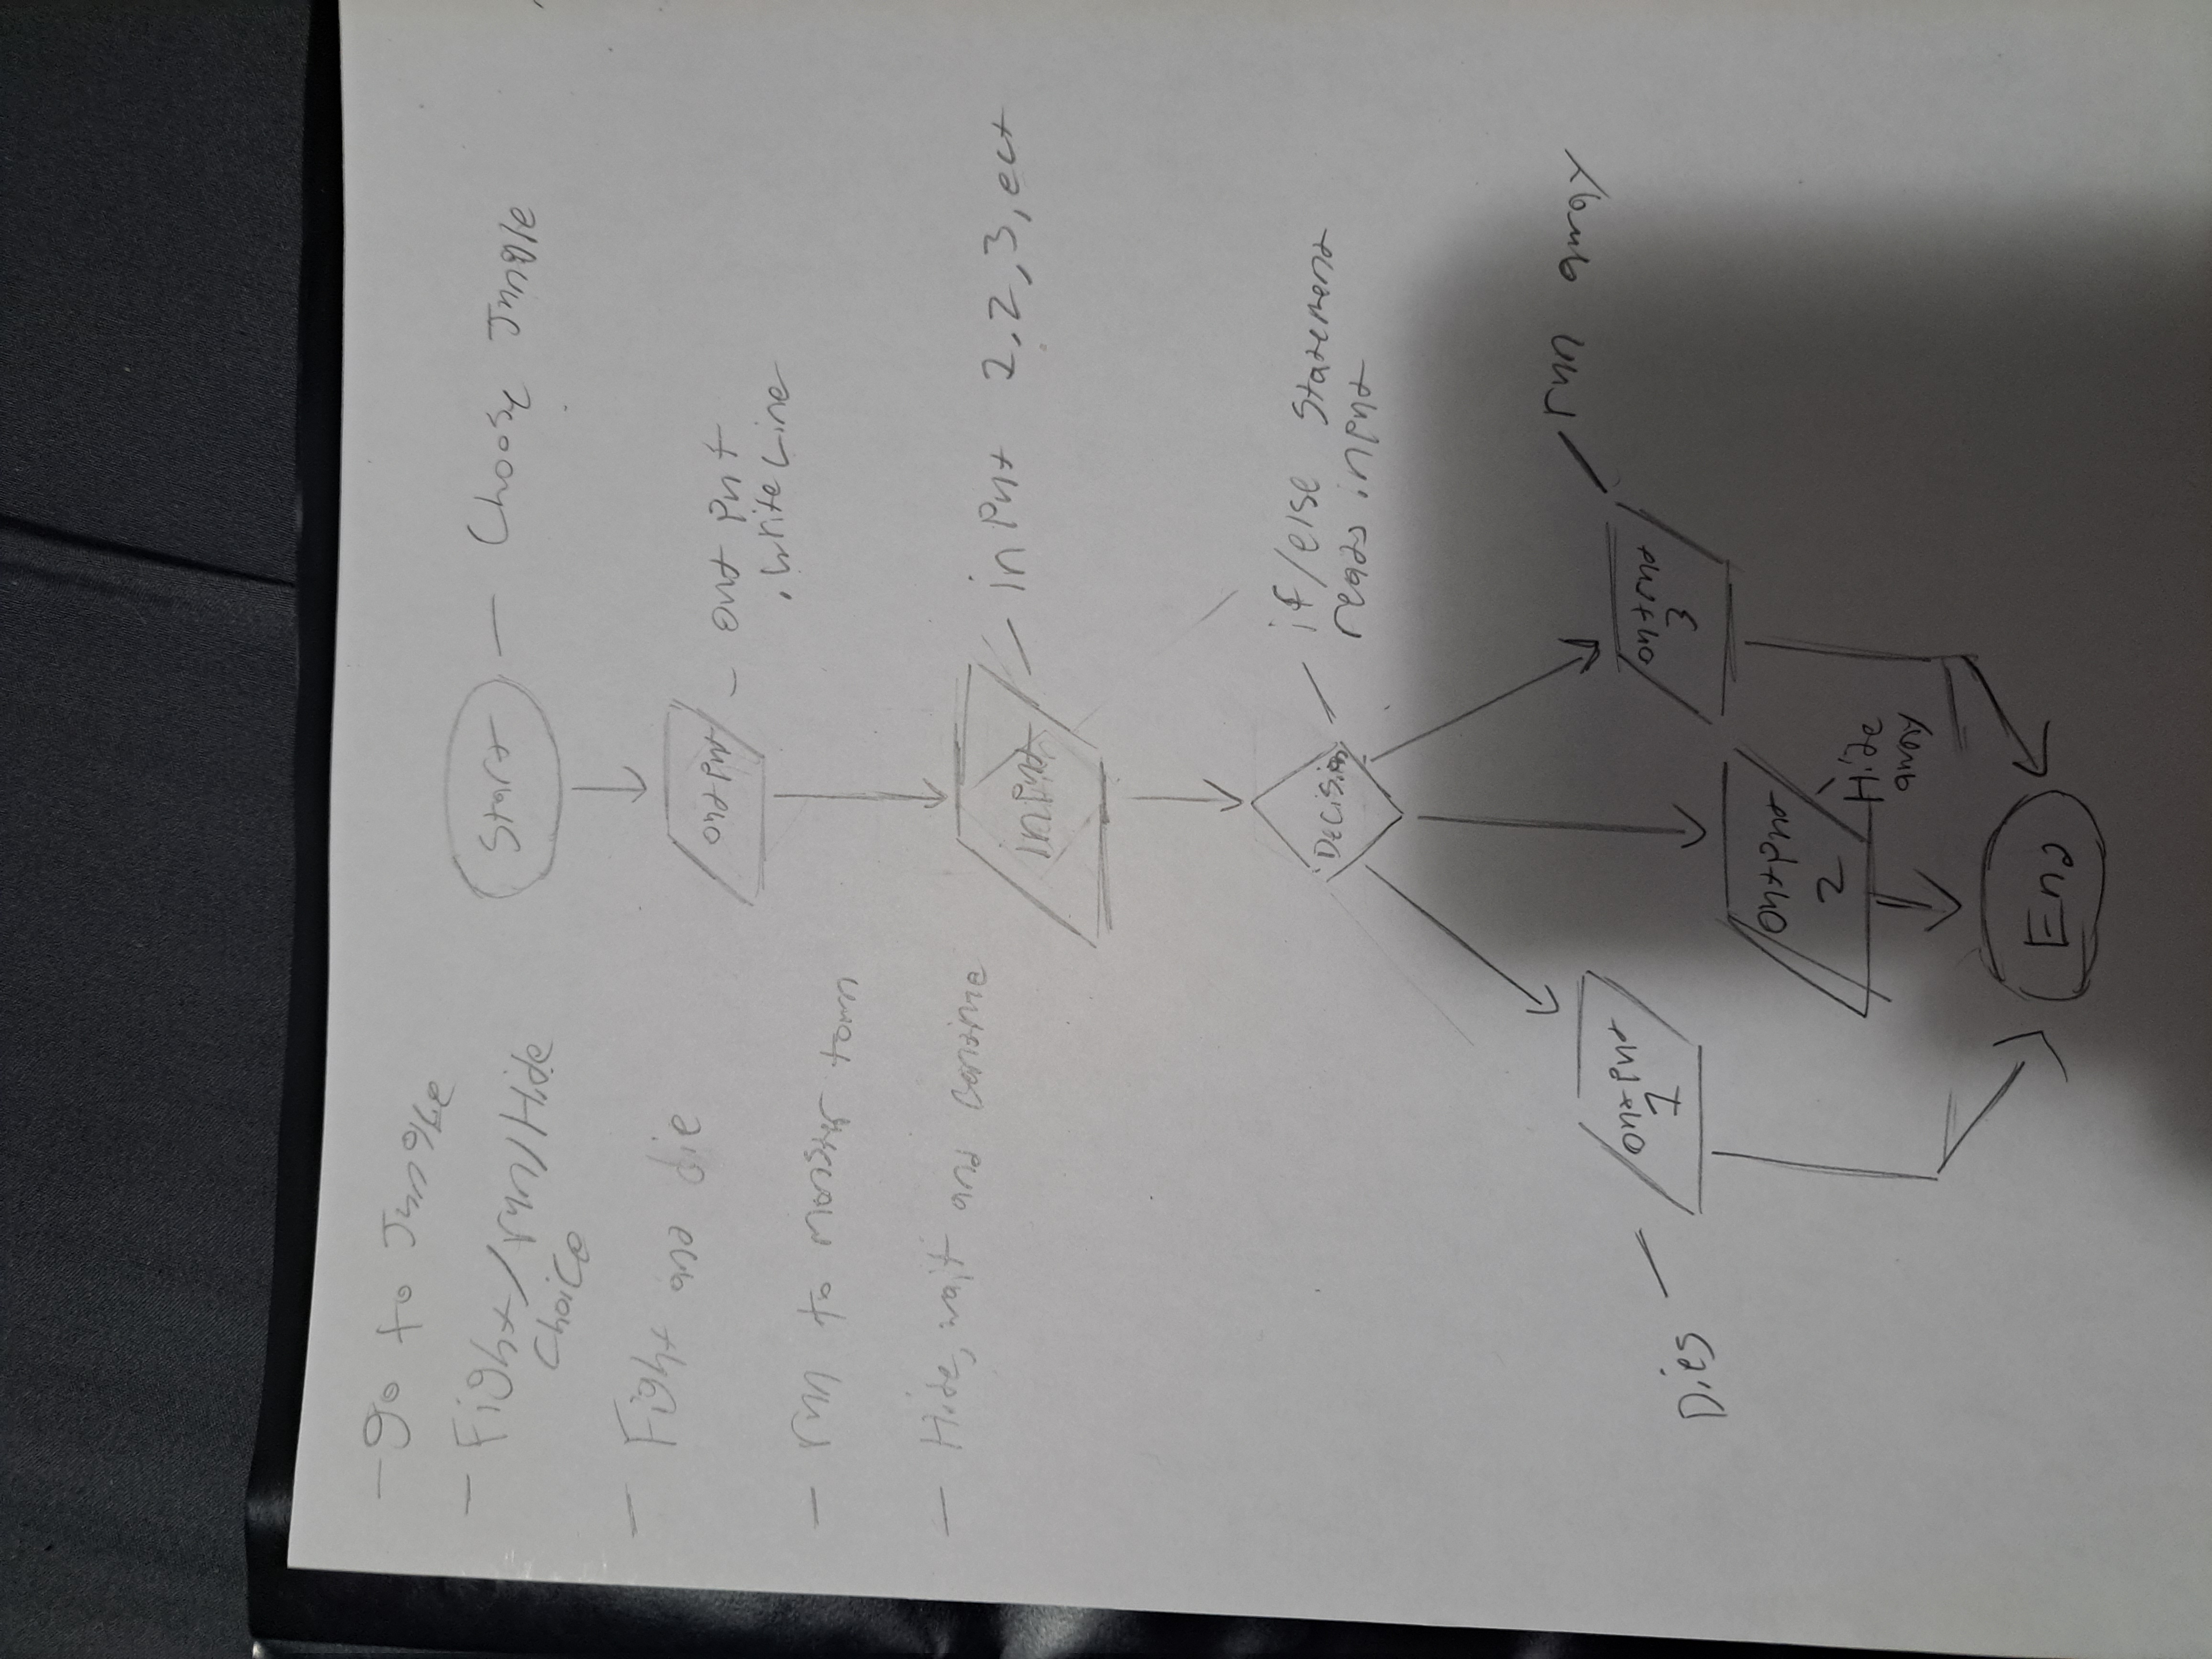 - go to Jungle
- Fight/run/Hide
choice
- Fight and die
- run to monster town
- Hide, wait and continue
Start - Choose Jungle
output - output
.writeLine
input - input 1,2,3,ect
Decision - if/else statement
reads input
output
1
Dies
output
3
run away
output
2
Hide
away
End